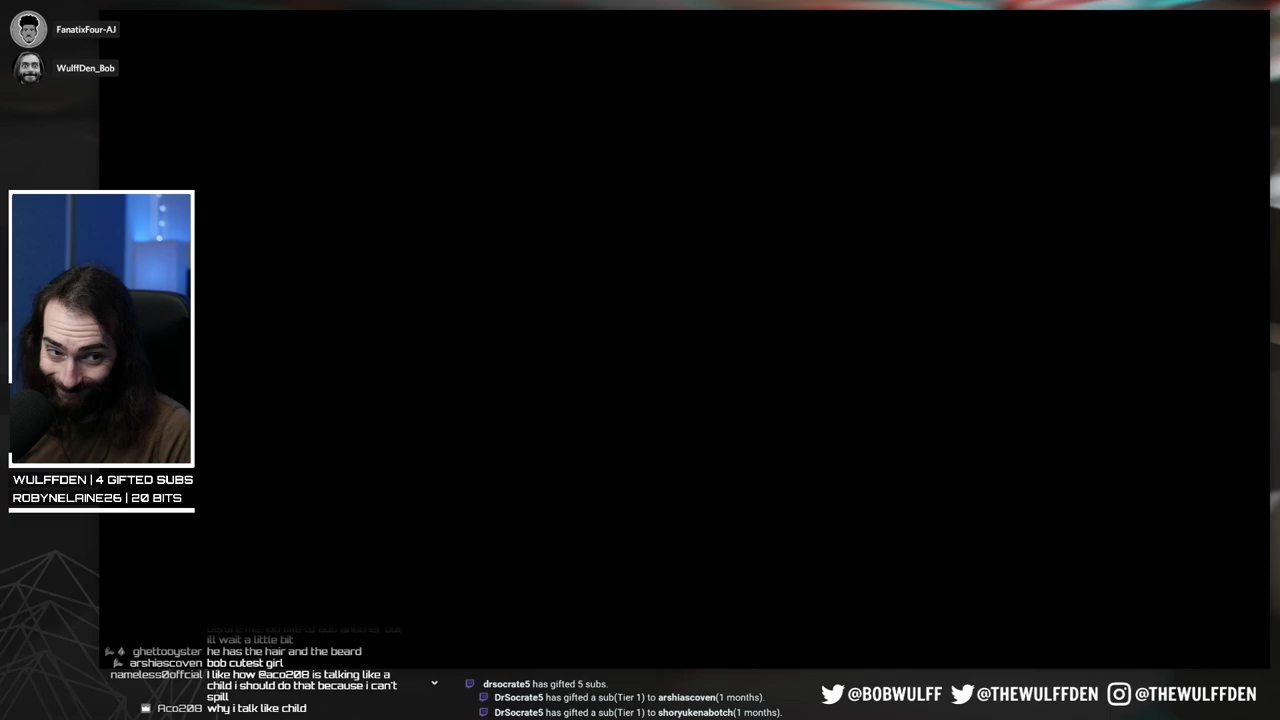 FanatixFour-AJ
WulffDen_Bob
WULFFDEN | 4 GIFTED SUBS
ROBYNELAINE26 | 20 BITS
ill wait a little bit
ghettooyster he has the hair and the beard
arshiascoven bob cutest girl
nameless0ffcial I like how @aco208 is talking like a
child i should do that because i can't
spill
Aco208 why i talk like child
drsocrate5 has gifted 5 subs.
DrSocrate5 has gifted a sub(Tier 1) to arshiascoven(1 months).
DrSocrate5 has gifted a sub(Tier 1) to shoryukenabotch(1 months).
@BOBWULFF @THEWULFFDEN @THEWULFFDEN